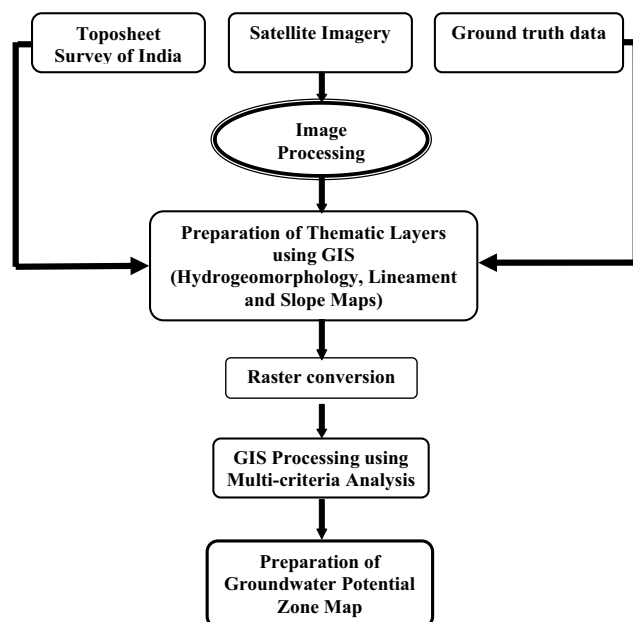 Toposheet
Survey of India
Satellite Imagery
Ground truth data
Image
Processing
Preparation of Thematic Layers
using GIS
(Hydrogeomorphology, Lineament
and Slope Maps)
Raster conversion
GIS Processing using
Multi-criteria Analysis
Preparation of
Groundwater Potential
Zone Map